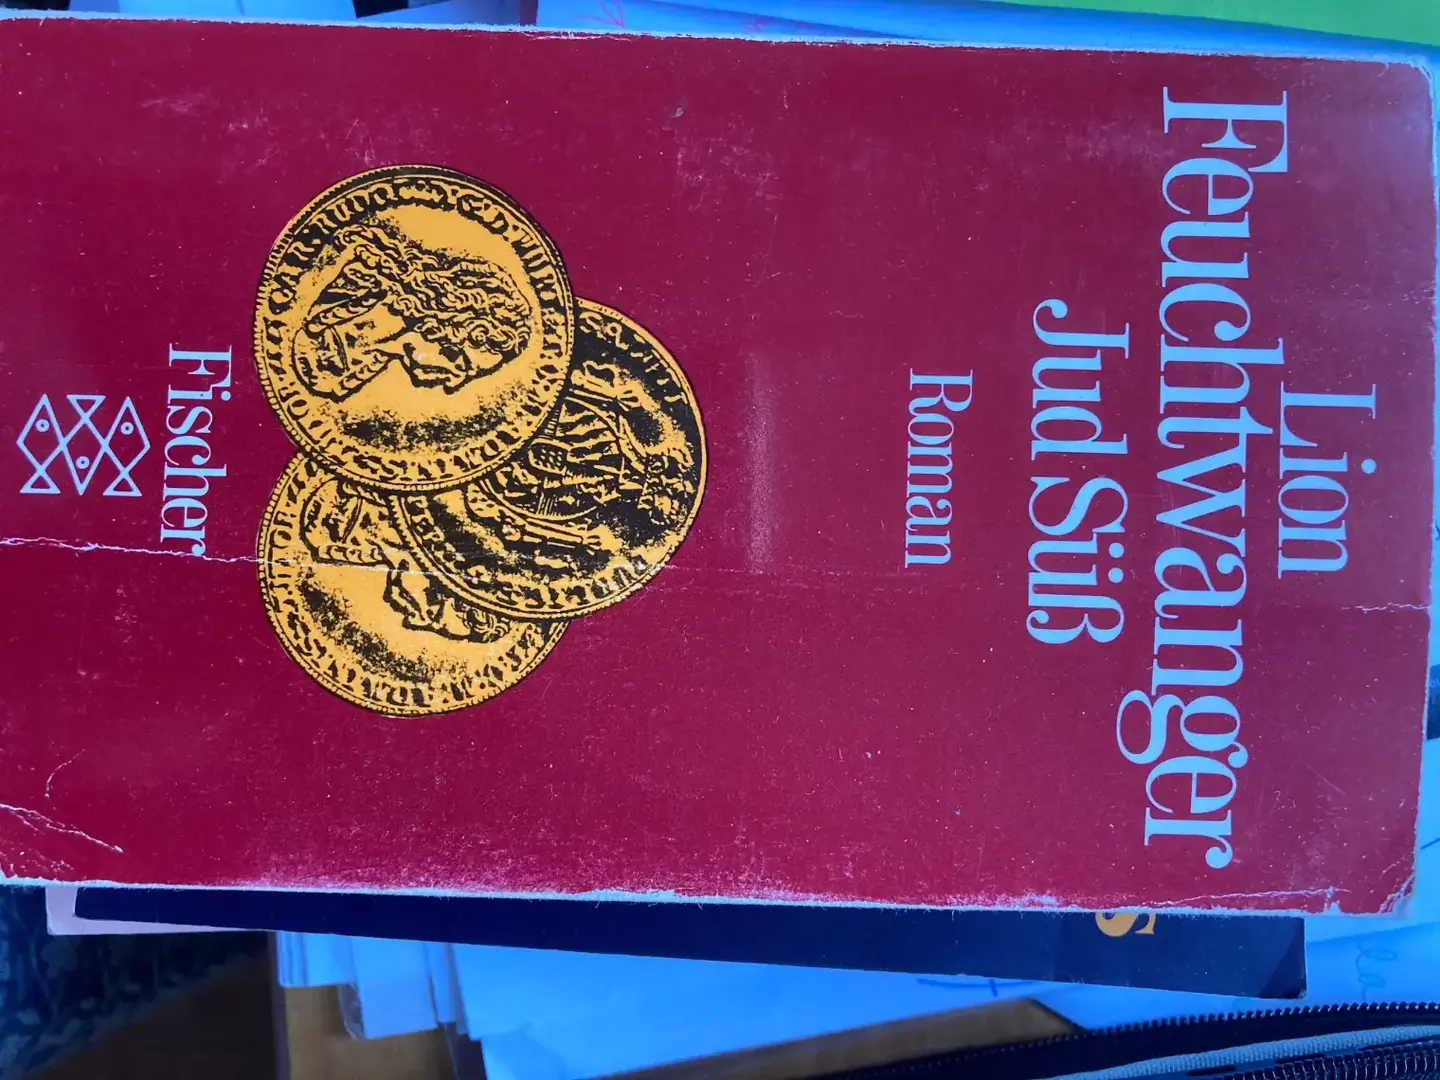 Lion
Feuchtwanger
Jud Süß
Roman
Fischer
s